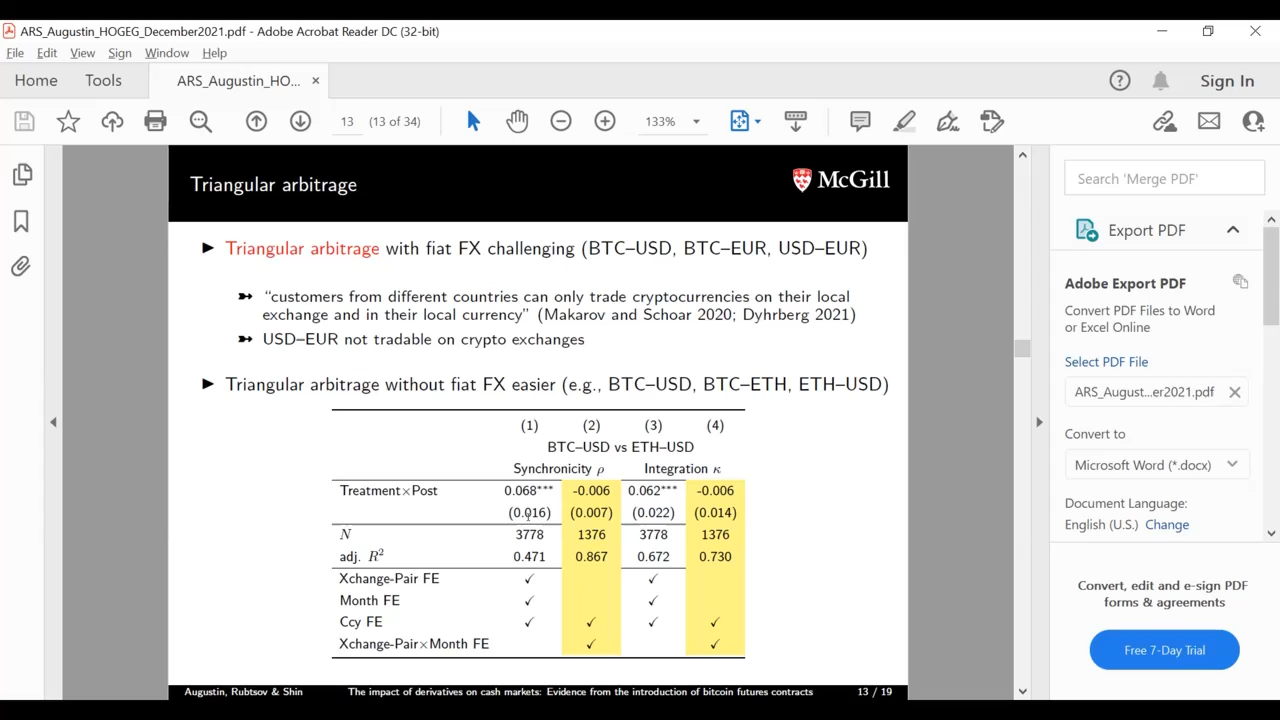 ARS_Augustin_HOGEG_December2021.pdf - Adobe Acrobat Reader DC (32-bit)
File Edit View Sign Window Help
Home Tools ARS_Augustin_HO... × Sign In
13 (13 of 34) 133%
Triangular arbitrage
McGill
Triangular arbitrage with fiat FX challenging (BTC–USD, BTC–EUR, USD–EUR)
“customers from different countries can only trade cryptocurrencies on their local
exchange and in their local currency” (Makarov and Schoar 2020; Dyhrberg 2021)
USD–EUR not tradable on crypto exchanges
Triangular arbitrage without fiat FX easier (e.g., BTC–USD, BTC–ETH, ETH–USD)
(1) (2) (3) (4)
BTC–USD vs ETH–USD
Synchronicity ρ Integration κ
Treatment×Post 0.068*** -0.006 0.062*** -0.006
(0.016) (0.007) (0.022) (0.014)
N 3778 1376 3778 1376
adj. R² 0.471 0.867 0.672 0.730
Xchange-Pair FE ✓ ✓
Month FE ✓ ✓
Ccy FE ✓ ✓ ✓ ✓
Xchange-Pair×Month FE ✓ ✓
Augustin, Rubtsov & Shin The impact of derivatives on cash markets: Evidence from the introduction of bitcoin futures contracts 13 / 19
Search 'Merge PDF'
Export PDF
Adobe Export PDF
Convert PDF Files to Word
or Excel Online
Select PDF File
ARS_August...er2021.pdf
Convert to
Microsoft Word (*.docx)
Document Language:
English (U.S.) Change
Convert, edit and e-sign PDF
forms & agreements
Free 7-Day Trial